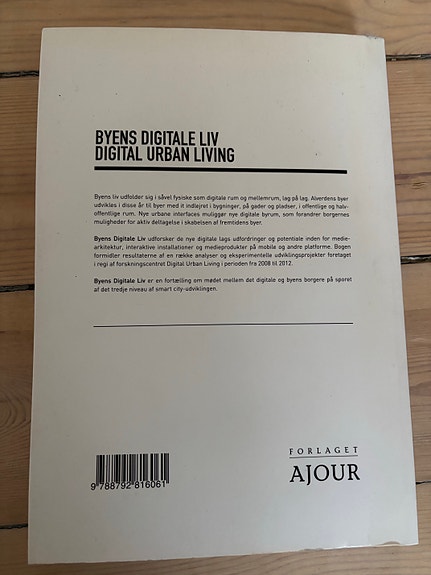 BYENS DIGITALE LIV
DIGITAL URBAN LIVING
Byens liv udfolder sig i såvel fysiske som digitale rum og mellemrum, lag på lag. Alverdens byer
udvikles i disse år til byer med it indlejret i bygninger, på gader og pladser, i offentlige og halv-
offentlige rum. Nye urbane interfaces muliggør nye digitale byrum, som forandrer borgernes
muligheder for aktiv deltagelse i skabelsen af fremtidens byer.
Byens Digitale Liv udforsker de nye digitale lags udfordringer og potentiale inden for medie-
arkitektur, interaktive installationer og medieprodukter på mobile og andre platforme. Bogen
formidler resultaterne af en række analyser og eksperimentelle udviklingsprojekter foretaget
i regi af forskningscentret Digital Urban Living i perioden fra 2008 til 2012.
Byens Digitale Liv er en fortælling om mødet mellem det digitale og byens borgere på sporet
af det tredje niveau af smart city-udviklingen.
FORLAGET
AJOUR
9 788792 816061